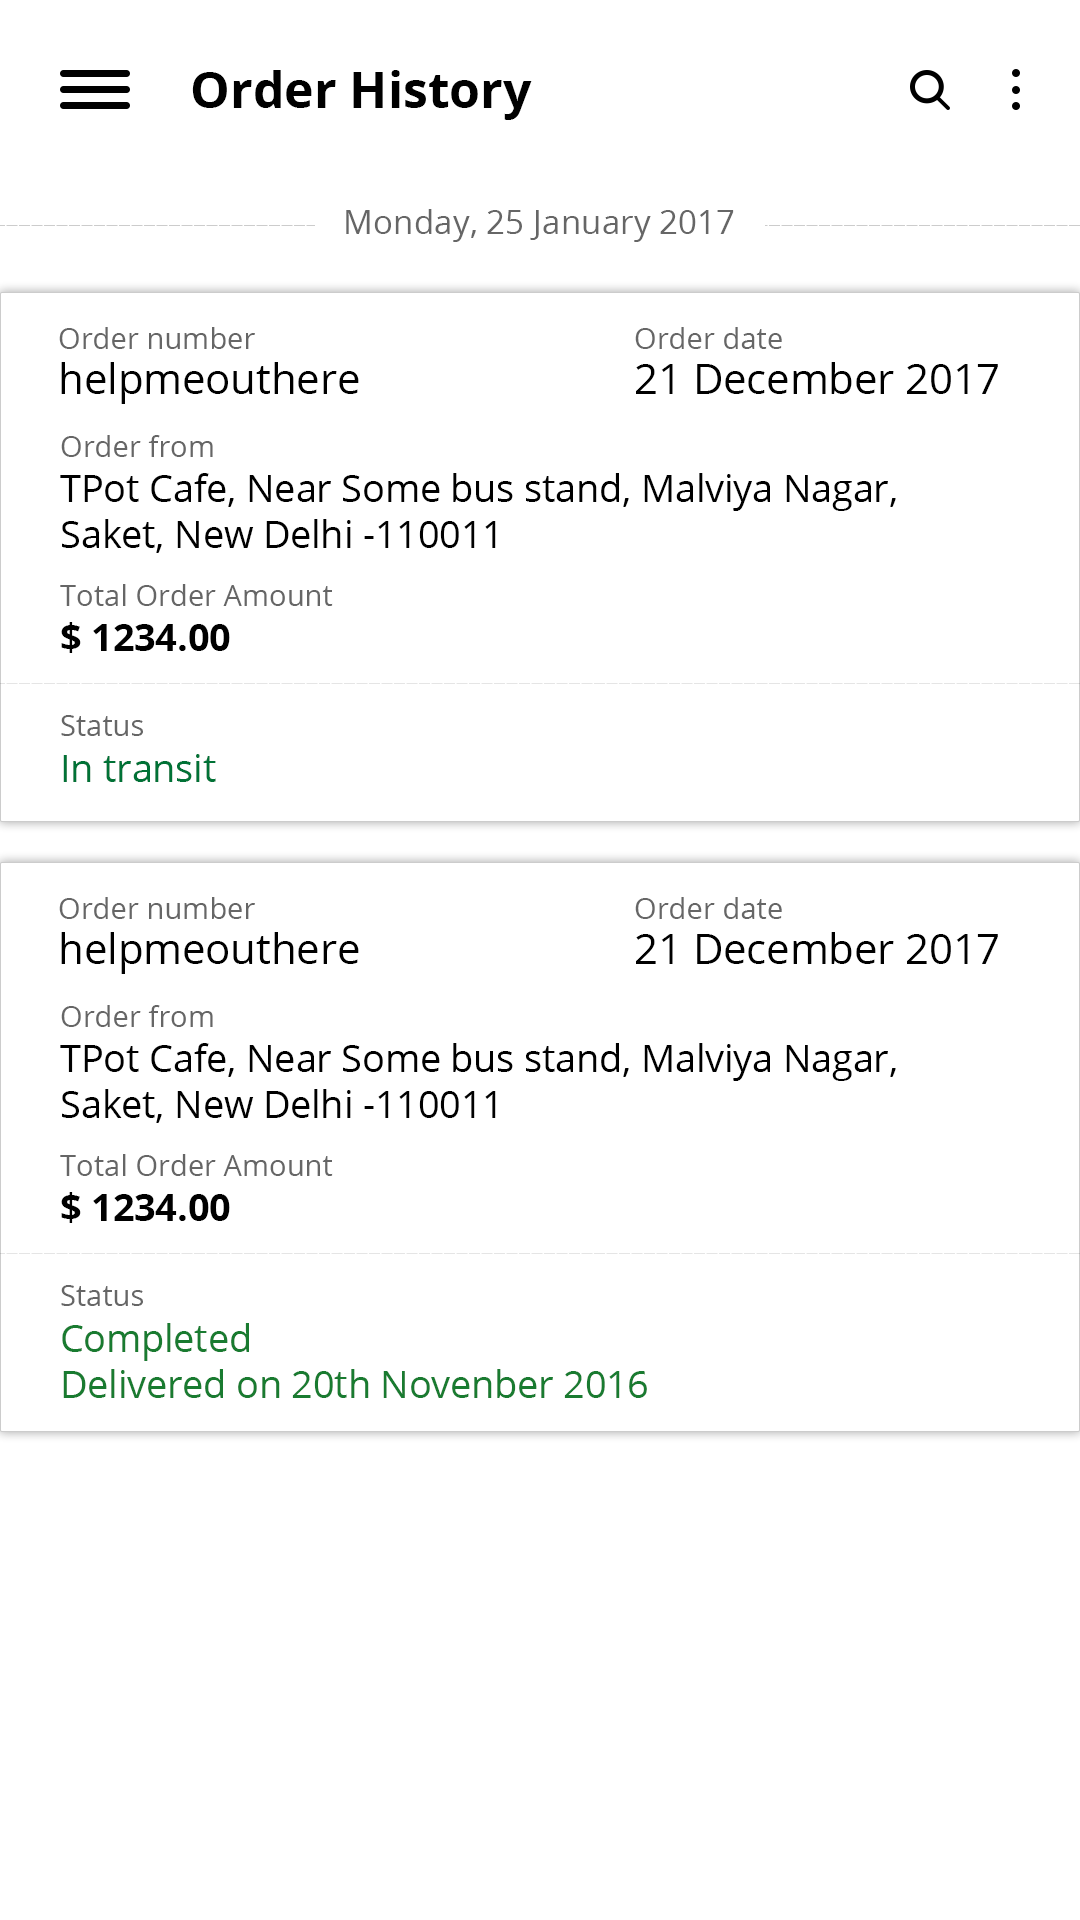 Order History
Monday, 25 January 2017
Order number
Order date
helpmeouthere
21 December 2017
Order from
TPot Cafe, Near Some bus stand, Malviya Nagar,
Saket, New Delhi -110011
Total Order Amount
$ 1234.00
Status
In transit
Order number
Order date
helpmeouthere
21 December 2017
Order from
TPot Cafe, Near Some bus stand, Malviya Nagar,
Saket, New Delhi -110011
Total Order Amount
$ 1234.00
Status
Completed
Delivered on 20th Novenber 2016